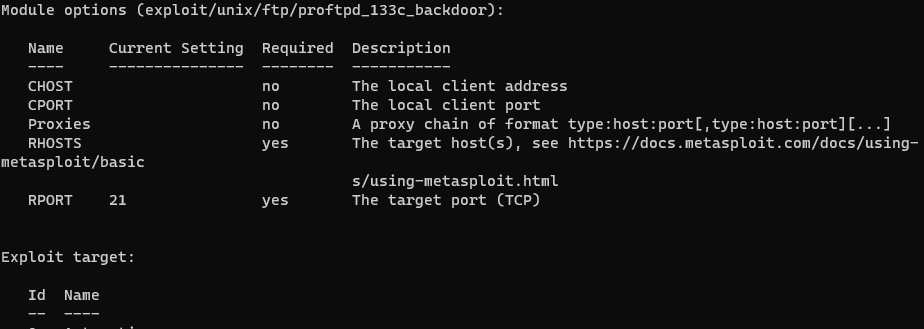 Module options (exploit/unix/ftp/proftpd_133c_backdoor):
Name Current Setting Required Description
---- --------------- -------- -----------
CHOST no The local client address
CPORT no The local client port
Proxies no A proxy chain of format type:host:port[,type:host:port][...]
RHOSTS yes The target host(s), see https://docs.metasploit.com/docs/using-
metasploit/basic
s/using-metasploit.html
RPORT 21 yes The target port (TCP)
Exploit target:
Id Name
-- ----